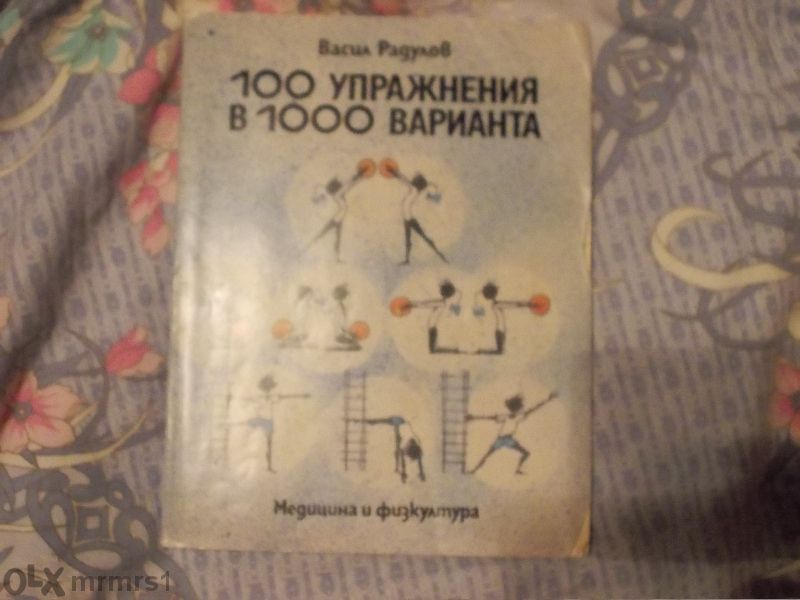 Васил Радулов
100 УПРАЖНЕНИЯ
В 1000 ВАРИАНТА
Медицина и физкултура
OLX mrmrs1